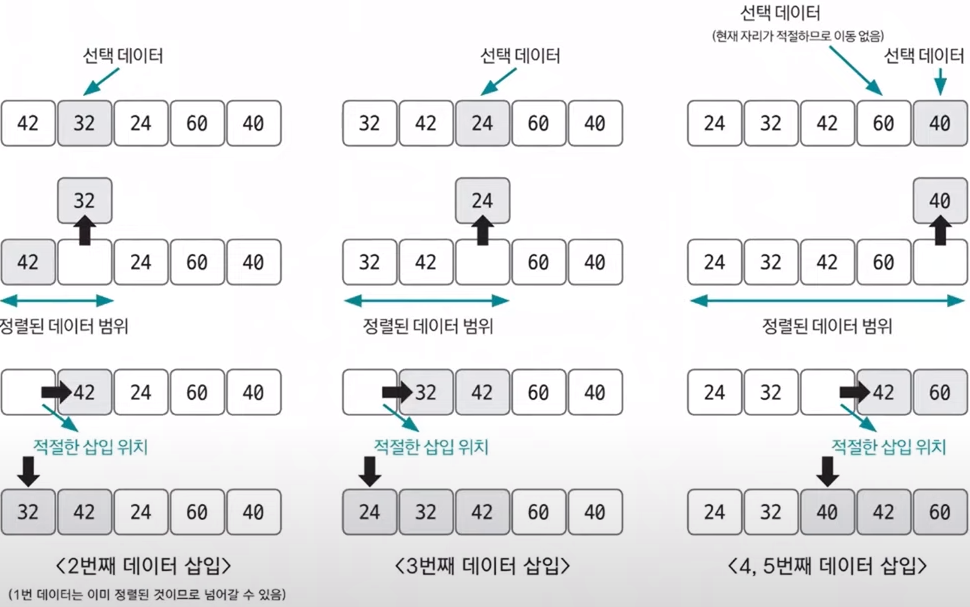 선택 데이터
42 32 24 60 40
32
42 24 60 40
정렬된 데이터 범위
42 24 60 40
적절한 삽입 위치
32 42 24 60 40
<2번째 데이터 삽입>
(1번 데이터는 이미 정렬된 것이므로 넘어갈 수 있음)
선택 데이터
32 42 24 60 40
24
32 42 60 40
정렬된 데이터 범위
32 42 60 40
적절한 삽입 위치
24 32 42 60 40
<3번째 데이터 삽입>
선택 데이터
(현재 자리가 적절하므로 이동 없음)
선택 데이터
24 32 42 60 40
40
24 32 42 60
정렬된 데이터 범위
24 32 42 60
적절한 삽입 위치
24 32 40 42 60
<4, 5번째 데이터 삽입>